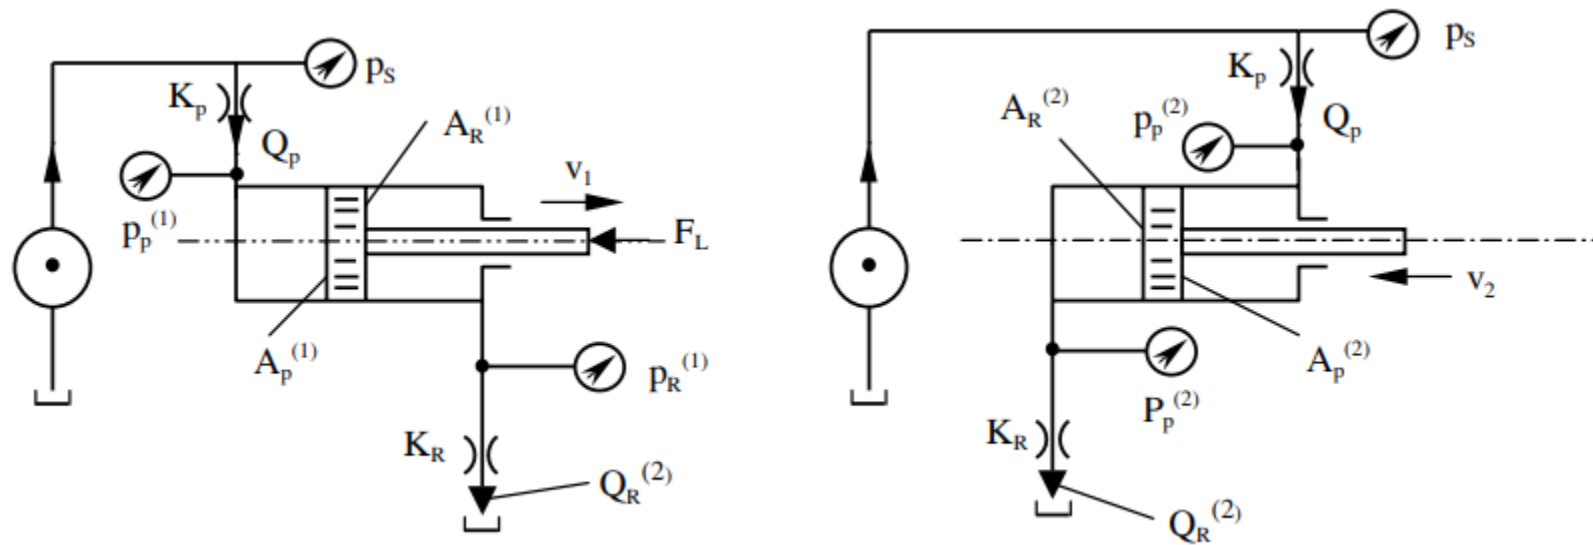 p_S
K_p
A_R^(1)
Q_p
v_1
p_p^(1)
F_L
A_p^(1)
p_R^(1)
K_R
Q_R^(2)
p_S
K_p
A_R^(2)
p_p^(2)
Q_p
v_2
A_p^(2)
P_p^(2)
K_R
Q_R^(2)